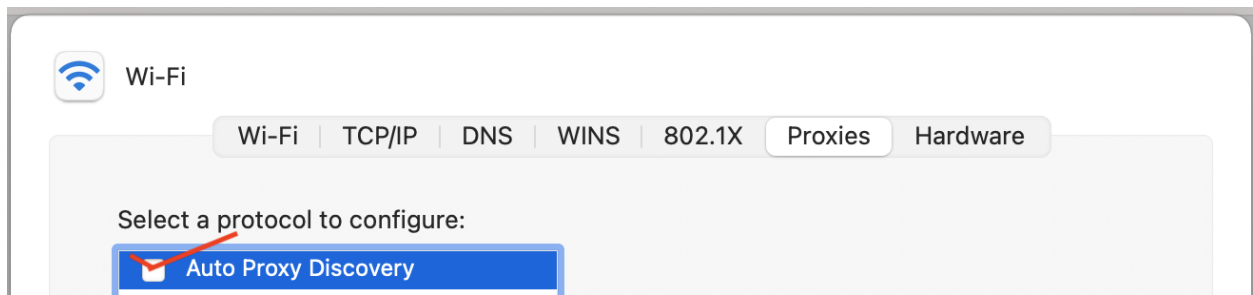 Wi-Fi
Wi-Fi TCP/IP DNS WINS 802.1X Proxies Hardware
Select a protocol to configure:
Auto Proxy Discovery